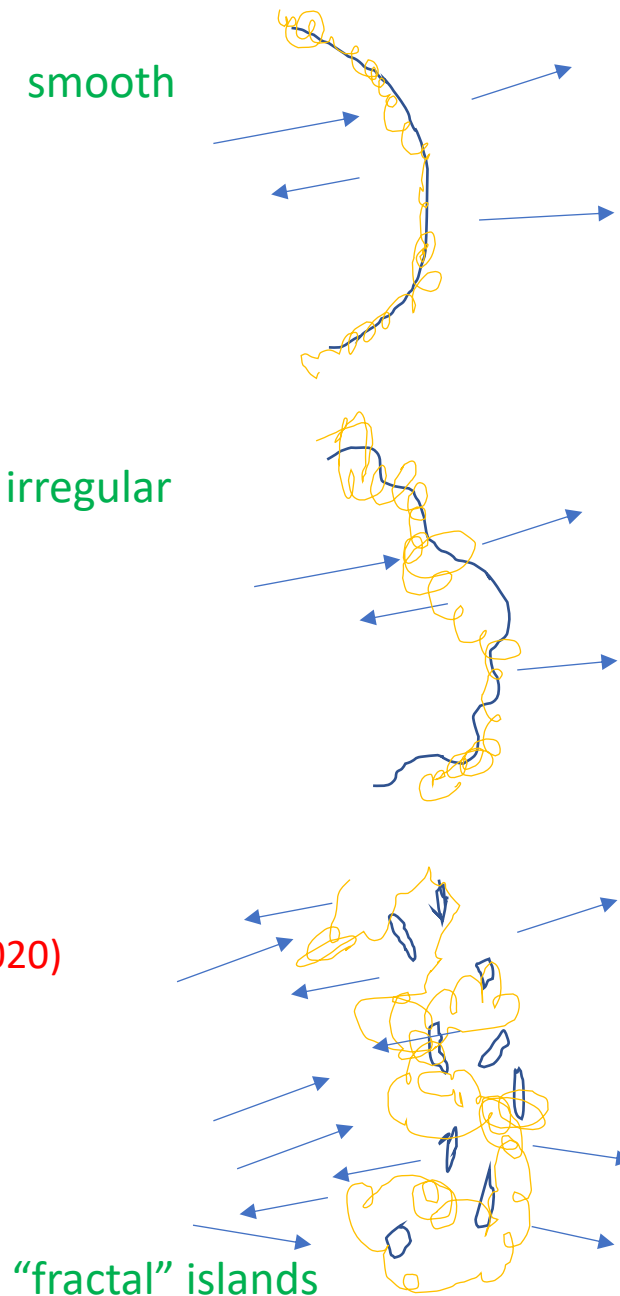 smooth
irregular
020)
“fractal” islands